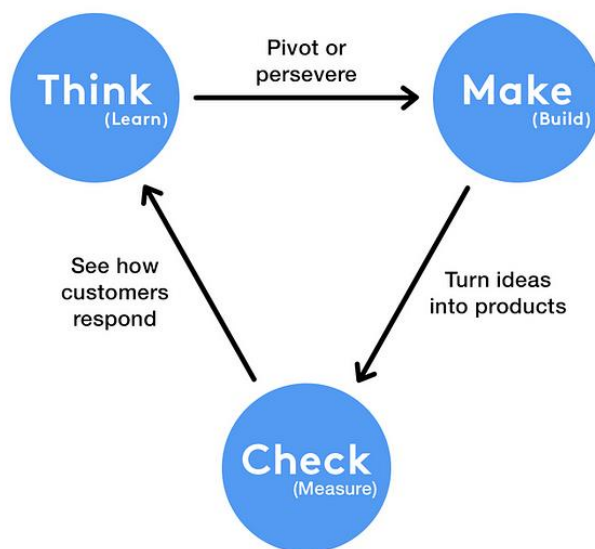 Think
(Learn)
Pivot or
persevere
Make
(Build)
See how
customers
respond
Turn ideas
into products
Check
(Measure)